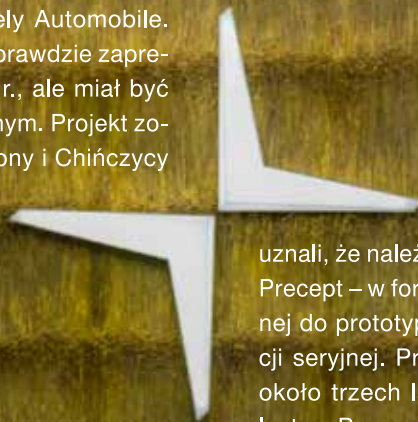 ely Automobile.
prawdzie zapre-
r., ale miał być
nym. Projekt zo-
ony i Chińczycy
uznali, że należ
Precept – w for
nej do prototyp
cji seryjnej. Pr
około trzech l